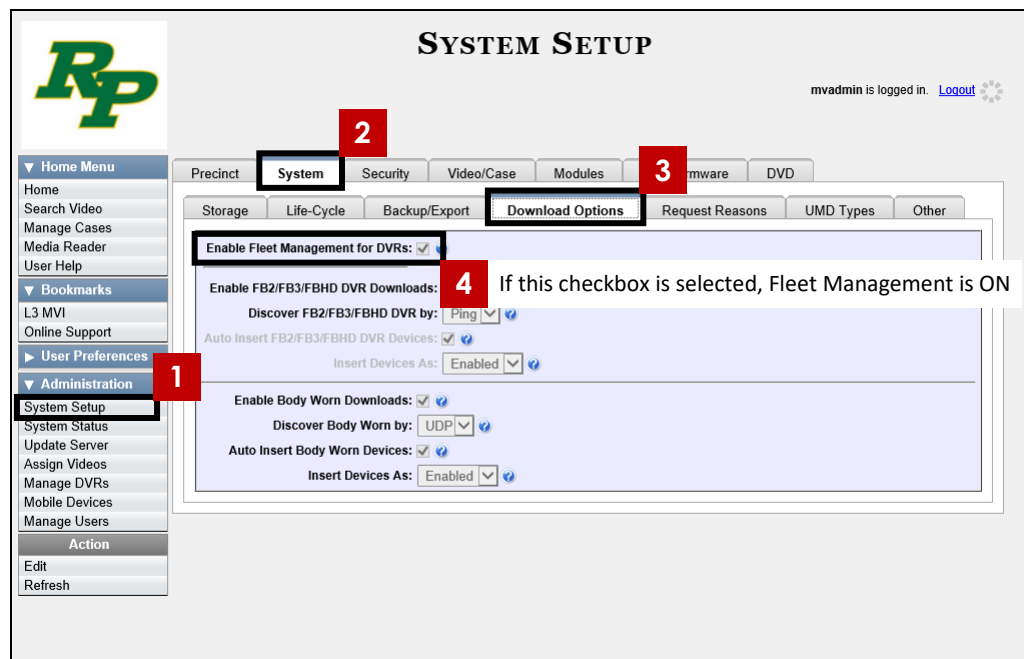 RP
SYSTEM SETUP
mvadmin is logged in. Logout
2
▼ Home Menu
Home
Search Video
Manage Cases
Media Reader
User Help
▼ Bookmarks
L3 MVI
Online Support
▶ User Preferences
1
▼ Administration
System Setup
System Status
Update Server
Assign Videos
Manage DVRs
Mobile Devices
Manage Users
Action
Edit
Refresh
Precinct System Security Video/Case Modules 3 DVD
Storage Life-Cycle Backup/Export Download Options Request Reasons UMD Types Other
Enable Fleet Management for DVRs:
4 If this checkbox is selected, Fleet Management is ON
Enable FB2/FB3/FBHD DVR Downloads:
Discover FB2/FB3/FBHD DVR by: Ping
Auto Insert FB2/FB3/FBHD DVR Devices:
Insert Devices As: Enabled
Enable Body Worn Downloads:
Discover Body Worn by: UDP
Auto Insert Body Worn Devices:
Insert Devices As: Enabled